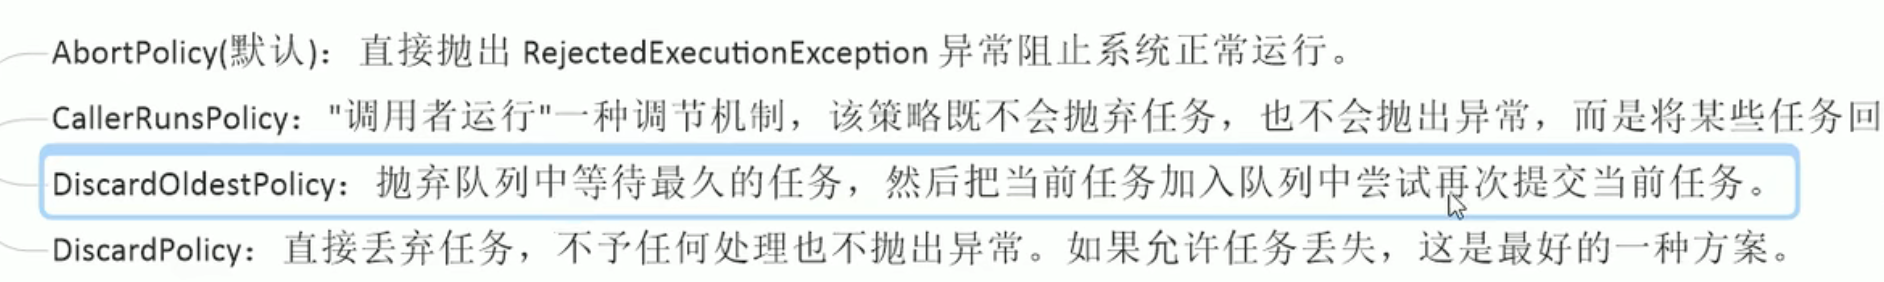 AbortPolicy(默认)：直接抛出 RejectedExecutionException 异常阻止系统正常运行。
CallerRunsPolicy："调用者运行"一种调节机制，该策略既不会抛弃任务，也不会抛出异常，而是将某些任务回
DiscardOldestPolicy：抛弃队列中等待最久的任务，然后把当前任务加入队列中尝试再次提交当前任务。
DiscardPolicy：直接丢弃任务，不予任何处理也不抛出异常。如果允许任务丢失，这是最好的一种方案。